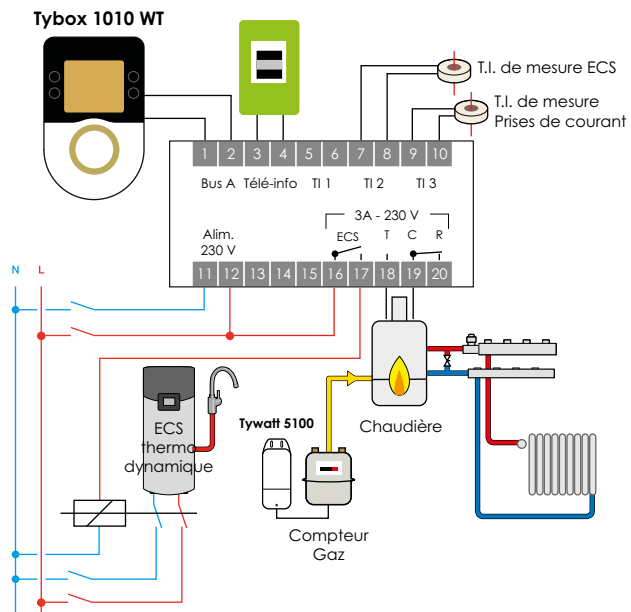 Tybox 1010 WT
T.I. de mesure ECS
T.I. de mesure
Prises de courant
1 2 3 4 5 6 7 8 9 10
Bus A Télé-info TI 1 TI 2 TI 3
3A - 230 V
Alim.
230 V
ECS T C R
11 12 13 14 15 16 17 18 19 20
N L
ECS
thermo
dynamique
Tywatt 5100
Chaudière
Compteur
Gaz